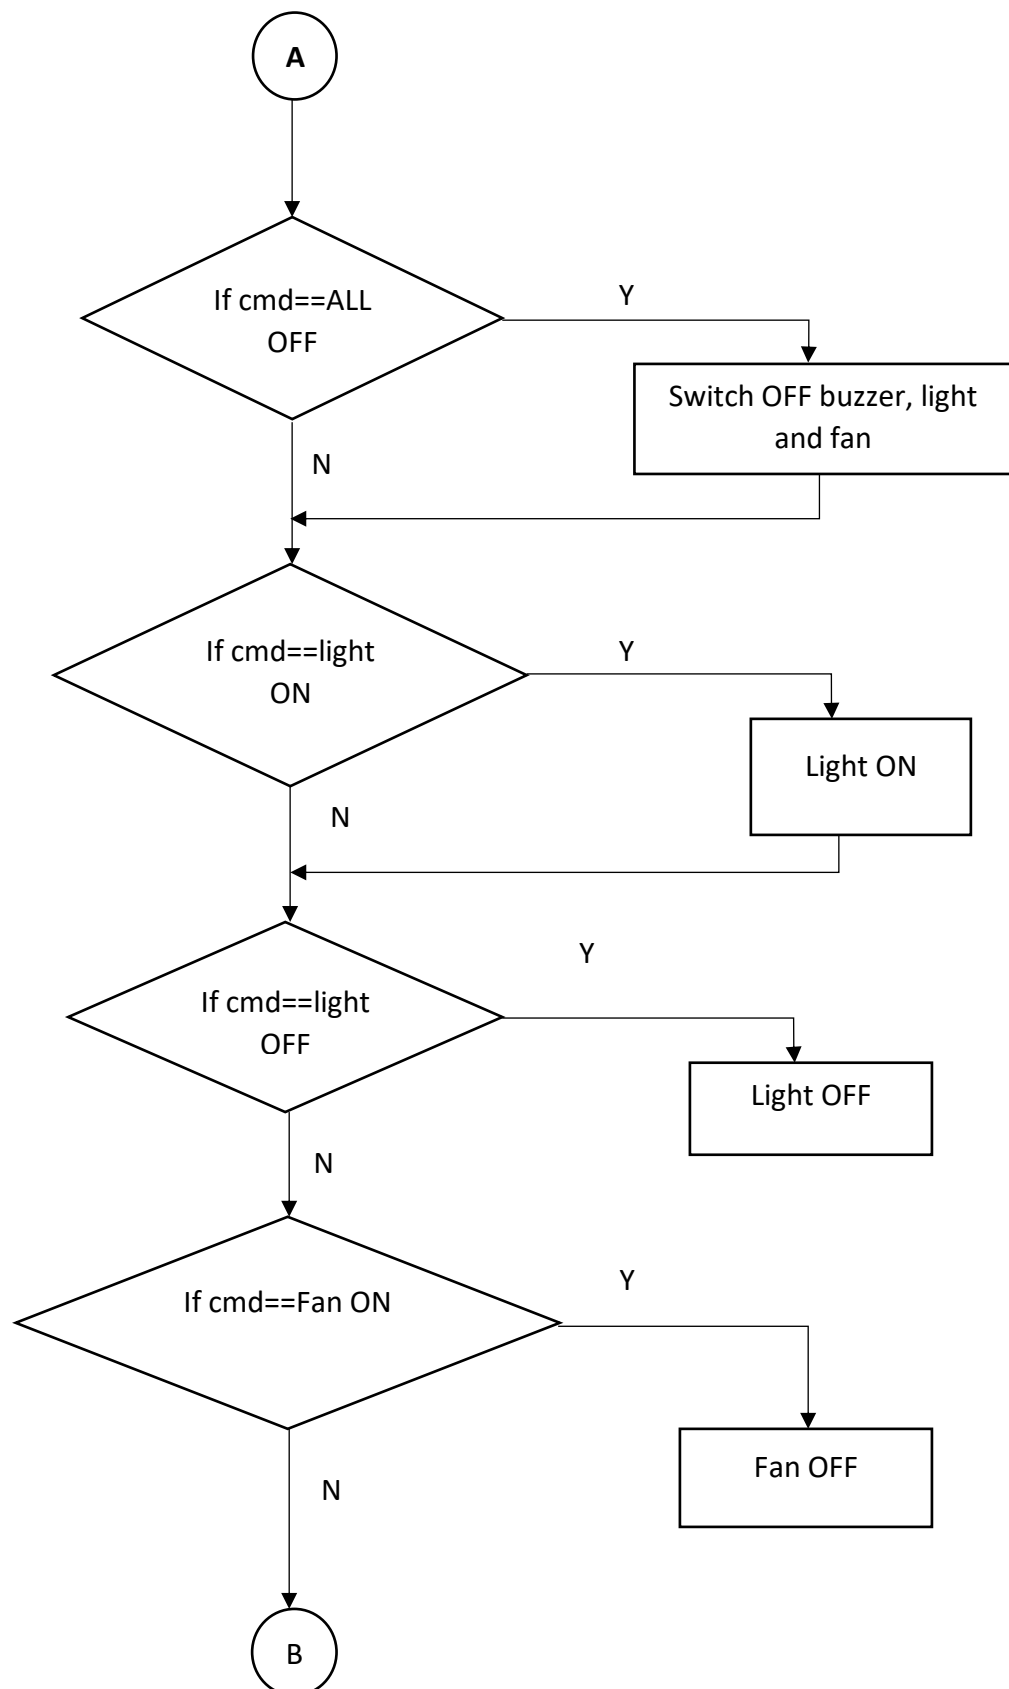 A
If cmd==ALL
OFF
Y
Switch OFF buzzer, light
and fan
N
If cmd==light
ON
Y
Light ON
N
If cmd==light
OFF
Y
Light OFF
N
If cmd==Fan ON
Y
Fan OFF
N
B